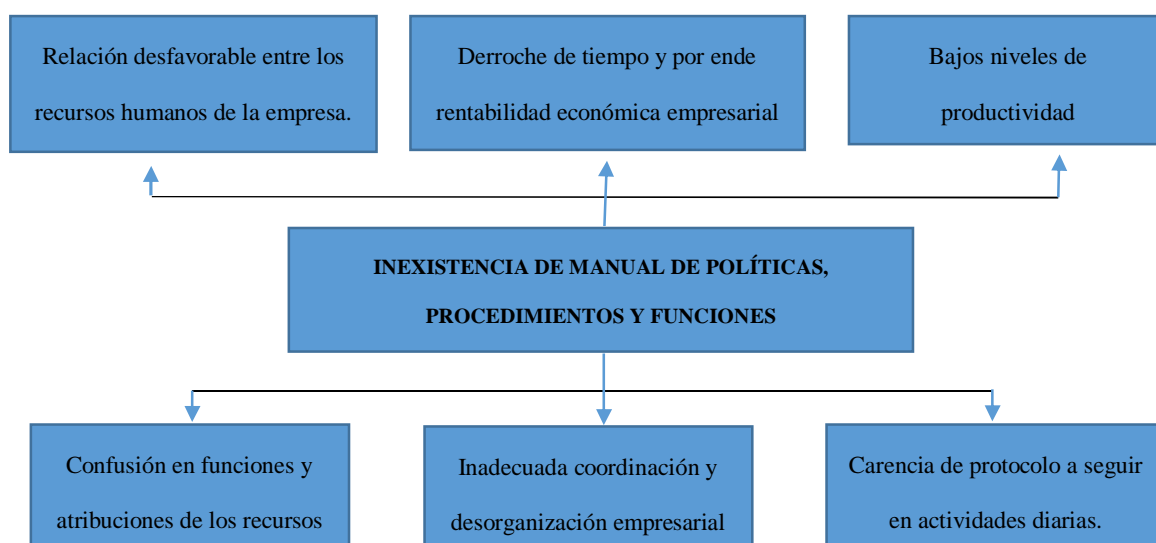 Relación desfavorable entre los
recursos humanos de la empresa.
Derroche de tiempo y por ende
rentabilidad económica empresarial
Bajos niveles de
productividad
INEXISTENCIA DE MANUAL DE POLÍTICAS,
PROCEDIMIENTOS Y FUNCIONES
Confusión en funciones y
atribuciones de los recursos
Inadecuada coordinación y
desorganización empresarial
Carencia de protocolo a seguir
en actividades diarias.